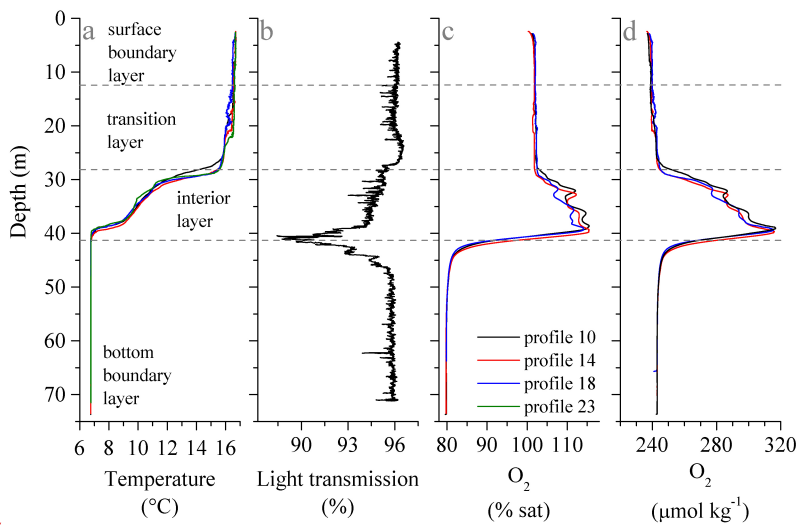 a
surface
boundary
layer
transition
layer
interior
layer
bottom
boundary
layer
b
c
d
0
10
20
30
40
50
60
70
Depth (m)
profile 10
profile 14
profile 18
profile 23
6 8 10 12 14 16
90 93 96
80 90 100 110
240 280 320
Temperature
(°C)
Light transmission
(%)
O2
(% sat)
O2
(μmol kg-1)